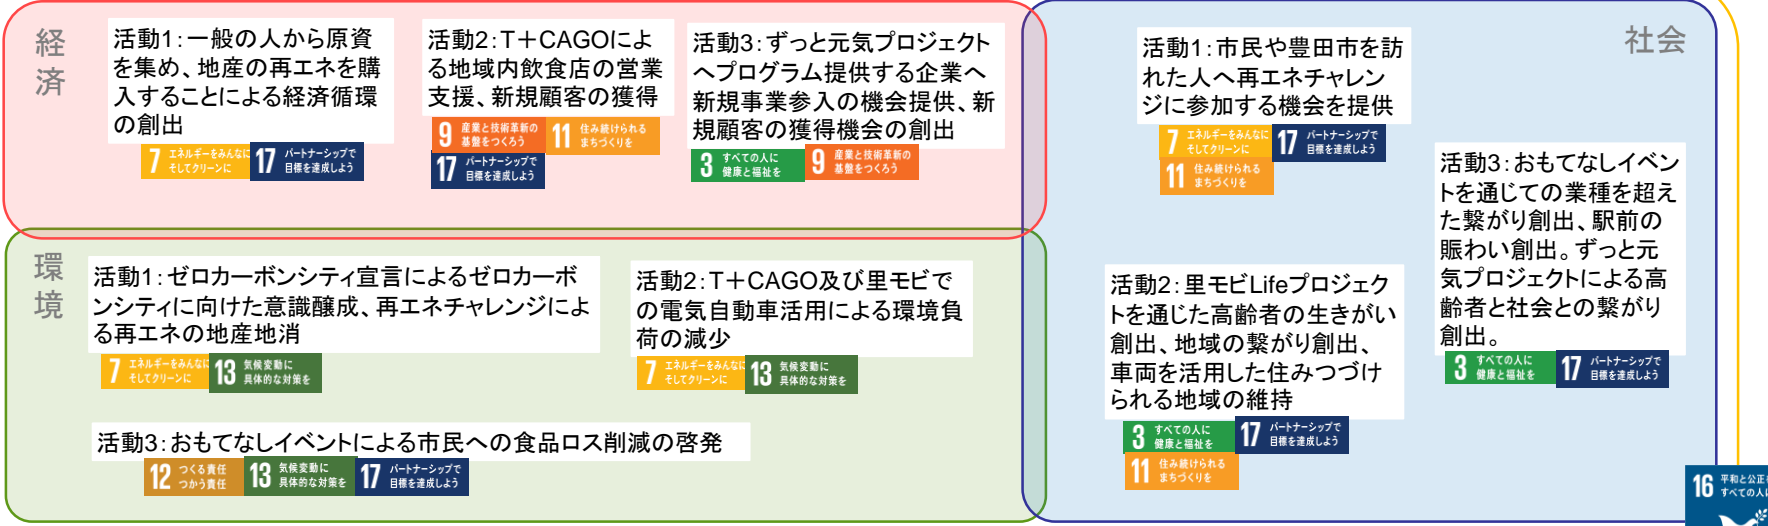 経
済
活動1：一般の人から原資
を集め、地産の再エネを購
入することによる経済循環
の創出
7 エネルギーをみんなに
そしてクリーンに
17 パートナーシップで
目標を達成しよう
活動2：T＋CAGOによ
る地域内飲食店の営業
支援、新規顧客の獲得
9 産業と技術革新の
基盤をつくろう
11 住み続けられる
まちづくりを
17 パートナーシップで
目標を達成しよう
活動3：ずっと元気プロジェクト
へプログラム提供する企業へ
新規事業参入の機会提供、新
規顧客の獲得機会の創出
3 すべての人に
健康と福祉を
9 産業と技術革新の
基盤をつくろう
環
境
活動1：ゼロカーボンシティ宣言によるゼロカーボ
ンシティに向けた意識醸成、再エネチャレンジによ
る再エネの地産地消
7 エネルギーをみんなに
そしてクリーンに
13 気候変動に
具体的な対策を
活動2：T＋CAGO及び里モビで
の電気自動車活用による環境負
荷の減少
7 エネルギーをみんなに
そしてクリーンに
13 気候変動に
具体的な対策を
活動3：おもてなしイベントによる市民への食品ロス削減の啓発
12 つくる責任
つかう責任
13 気候変動に
具体的な対策を
17 パートナーシップで
目標を達成しよう
社会
活動1：市民や豊田市を訪
れた人へ再エネチャレン
ジに参加する機会を提供
7 エネルギーをみんなに
そしてクリーンに
17 パートナーシップで
目標を達成しよう
11 住み続けられる
まちづくりを
活動2：里モビLifeプロジェク
トを通じた高齢者の生きがい
創出、地域の繋がり創出、
車両を活用した住みつづけ
られる地域の維持
3 すべての人に
健康と福祉を
17 パートナーシップで
目標を達成しよう
11 住み続けられる
まちづくりを
活動3：おもてなしイベン
トを通じての業種を超え
た繋がり創出、駅前の
賑わい創出。ずっと元
気プロジェクトによる高
齢者と社会との繋がり
創出。
3 すべての人に
健康と福祉を
17 パートナーシップで
目標を達成しよう
16 平和と公正
すべての人